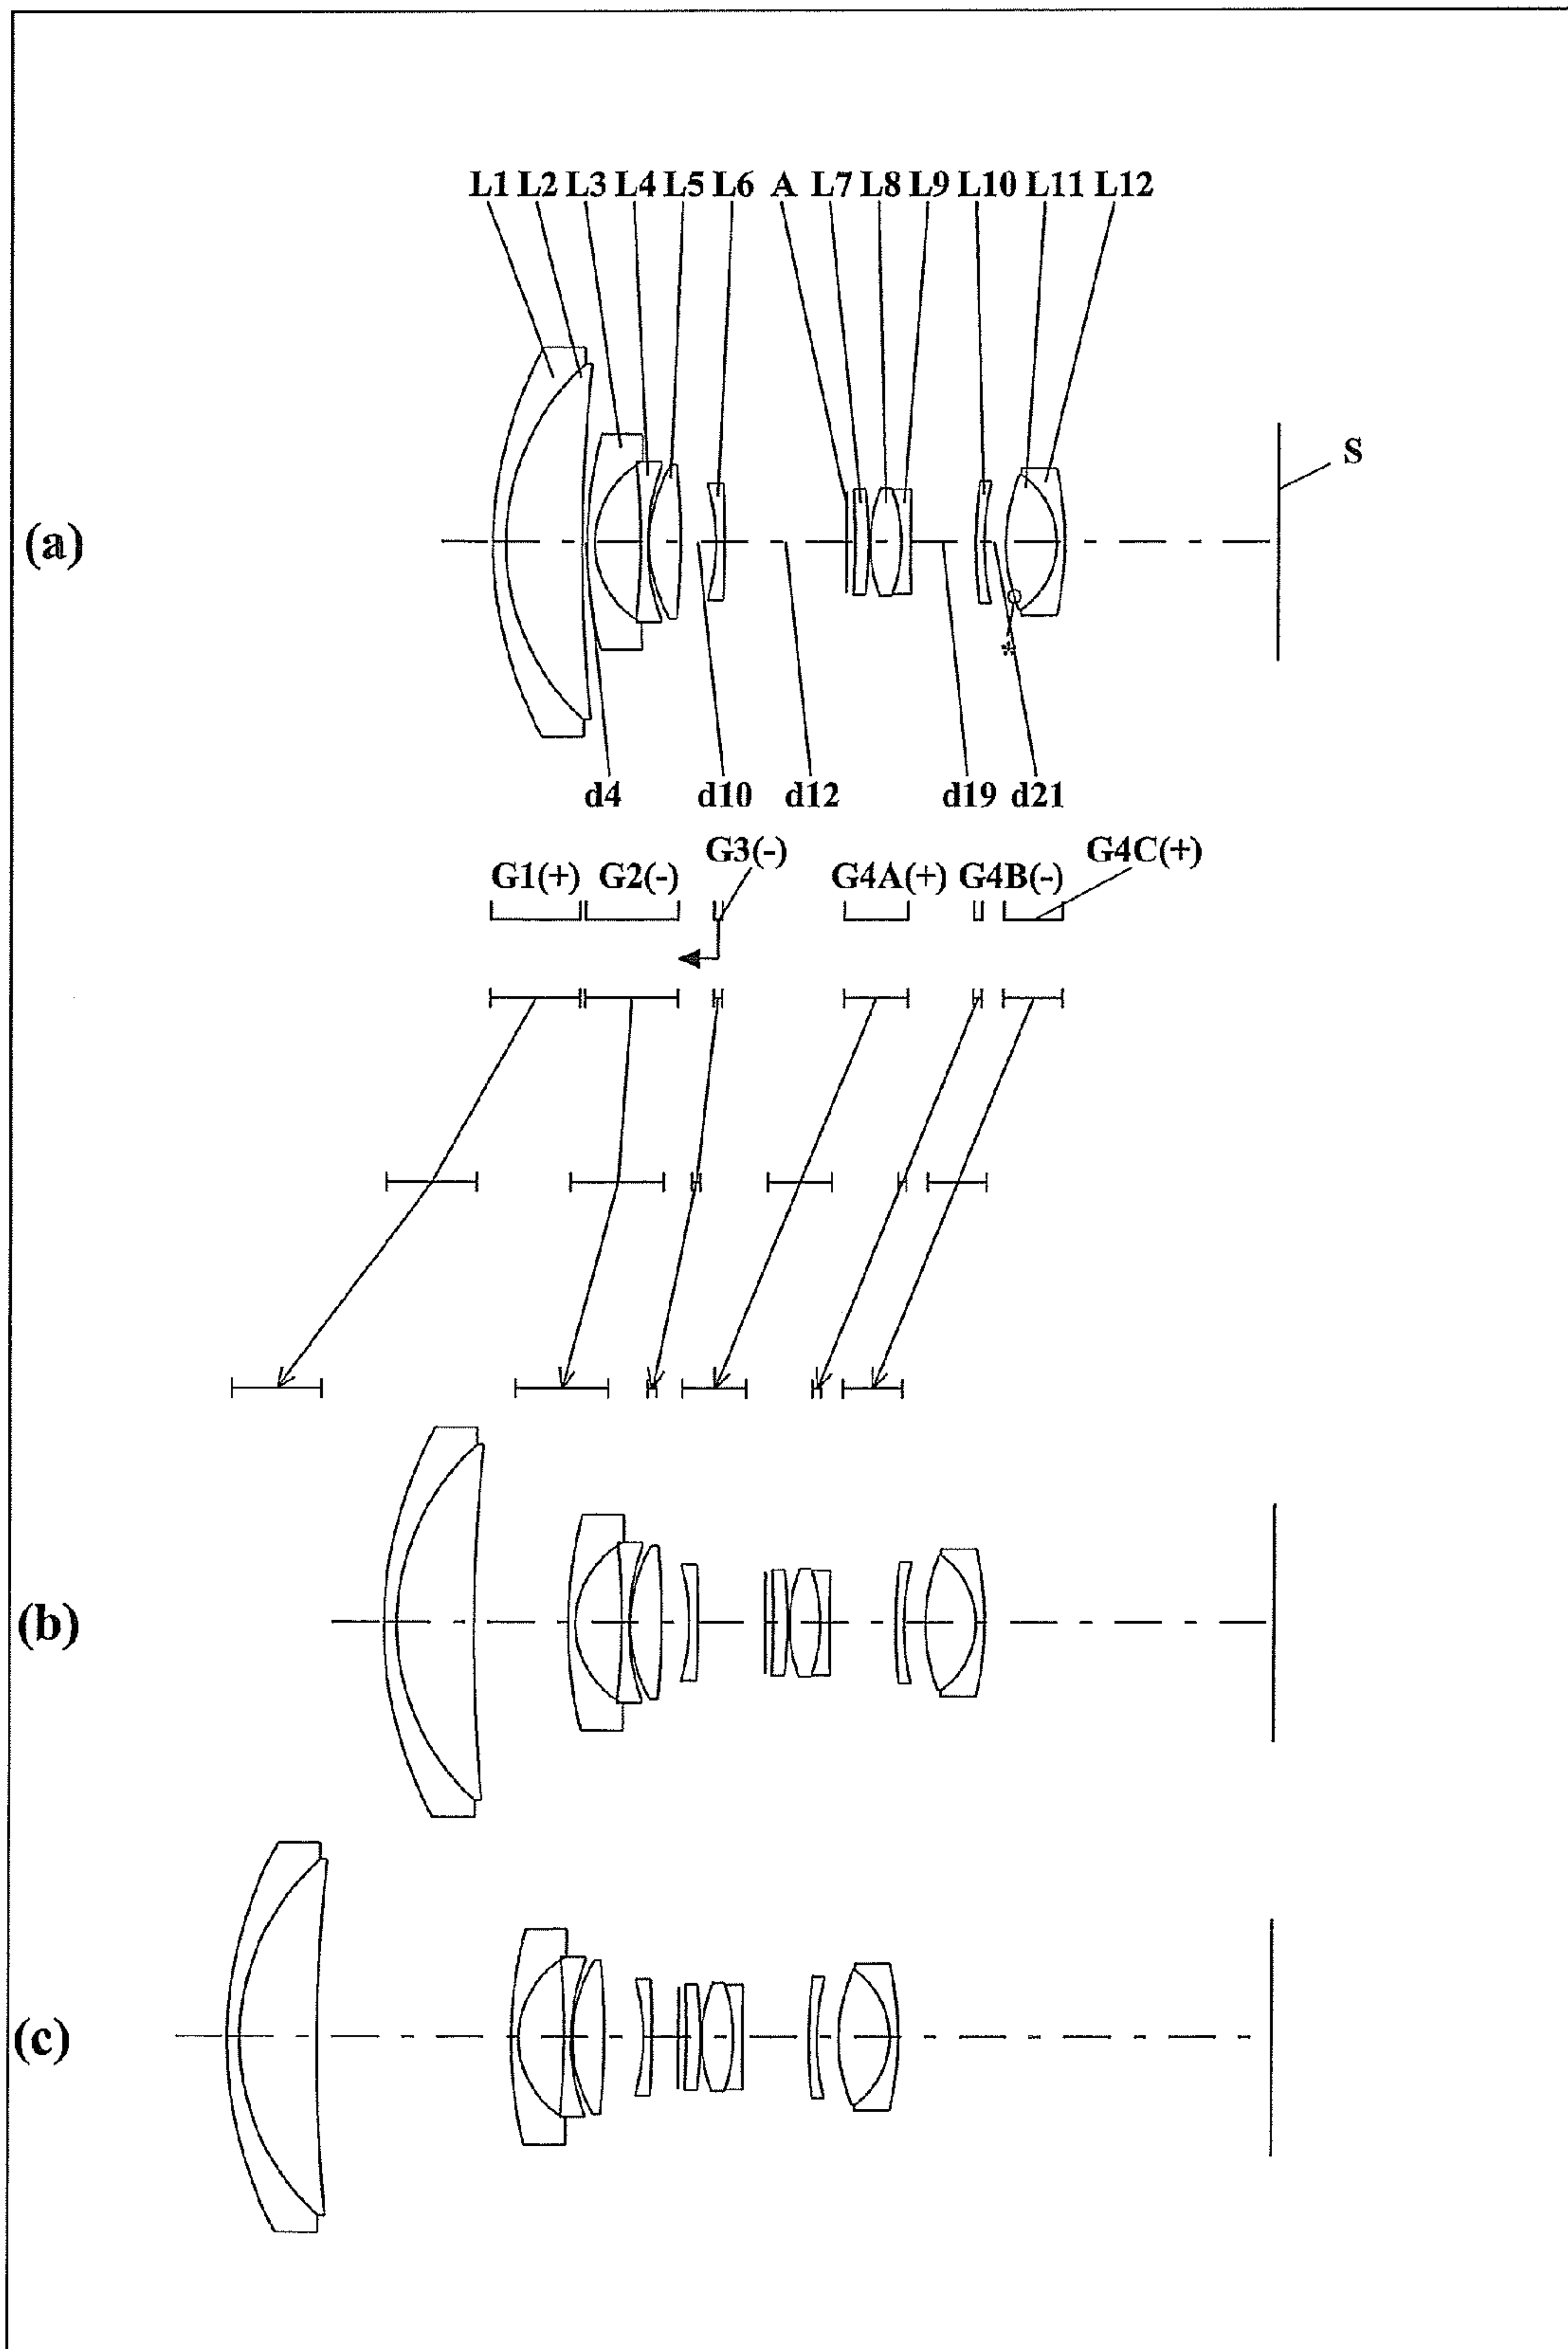 L1 L2 L3 L4 L5 L6 A L7 L8 L9 L10 L11 L12
S
(a)
*
d4 d10 d12 d19 d21
G3(-) G4C(+)
G1(+) G2(-) G4A(+) G4B(-)
(b)
(c)